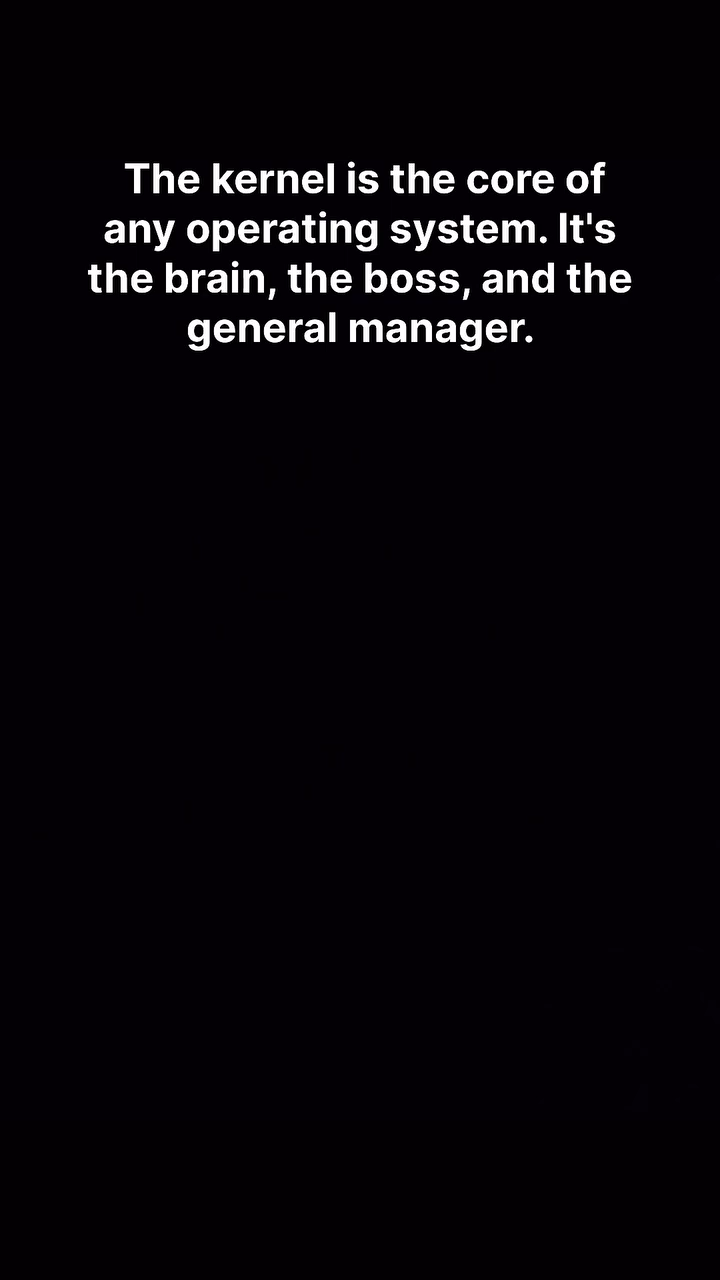 The kernel is the core of
any operating system. It's
the brain, the boss, and the
general manager.